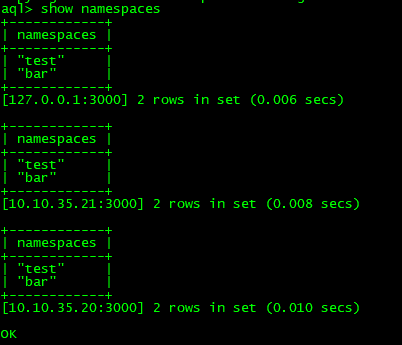 aql> show namespaces
+------------+
| namespaces |
+------------+
| "test"     |
| "bar"      |
+------------+
[127.0.0.1:3000] 2 rows in set (0.006 secs)
+------------+
| namespaces |
+------------+
| "test"     |
| "bar"      |
+------------+
[10.10.35.21:3000] 2 rows in set (0.008 secs)
+------------+
| namespaces |
+------------+
| "test"     |
| "bar"      |
+------------+
[10.10.35.20:3000] 2 rows in set (0.010 secs)
OK